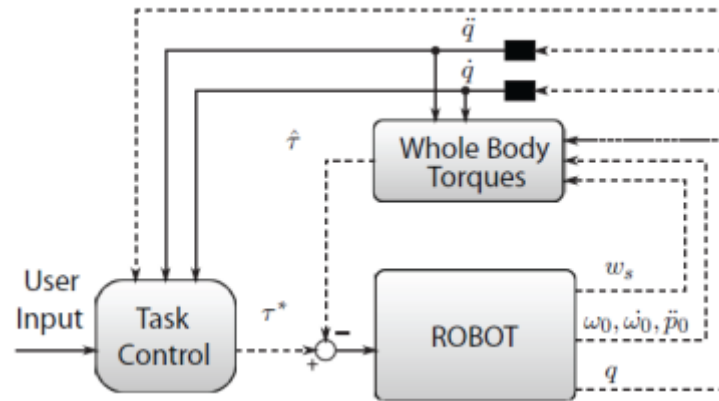 q̈
q̇
τ̂
Whole Body
Torques
User
Input
Task
Control
τ*
+
−
ROBOT
w_s
ω₀, ω̇₀, p̈₀
q